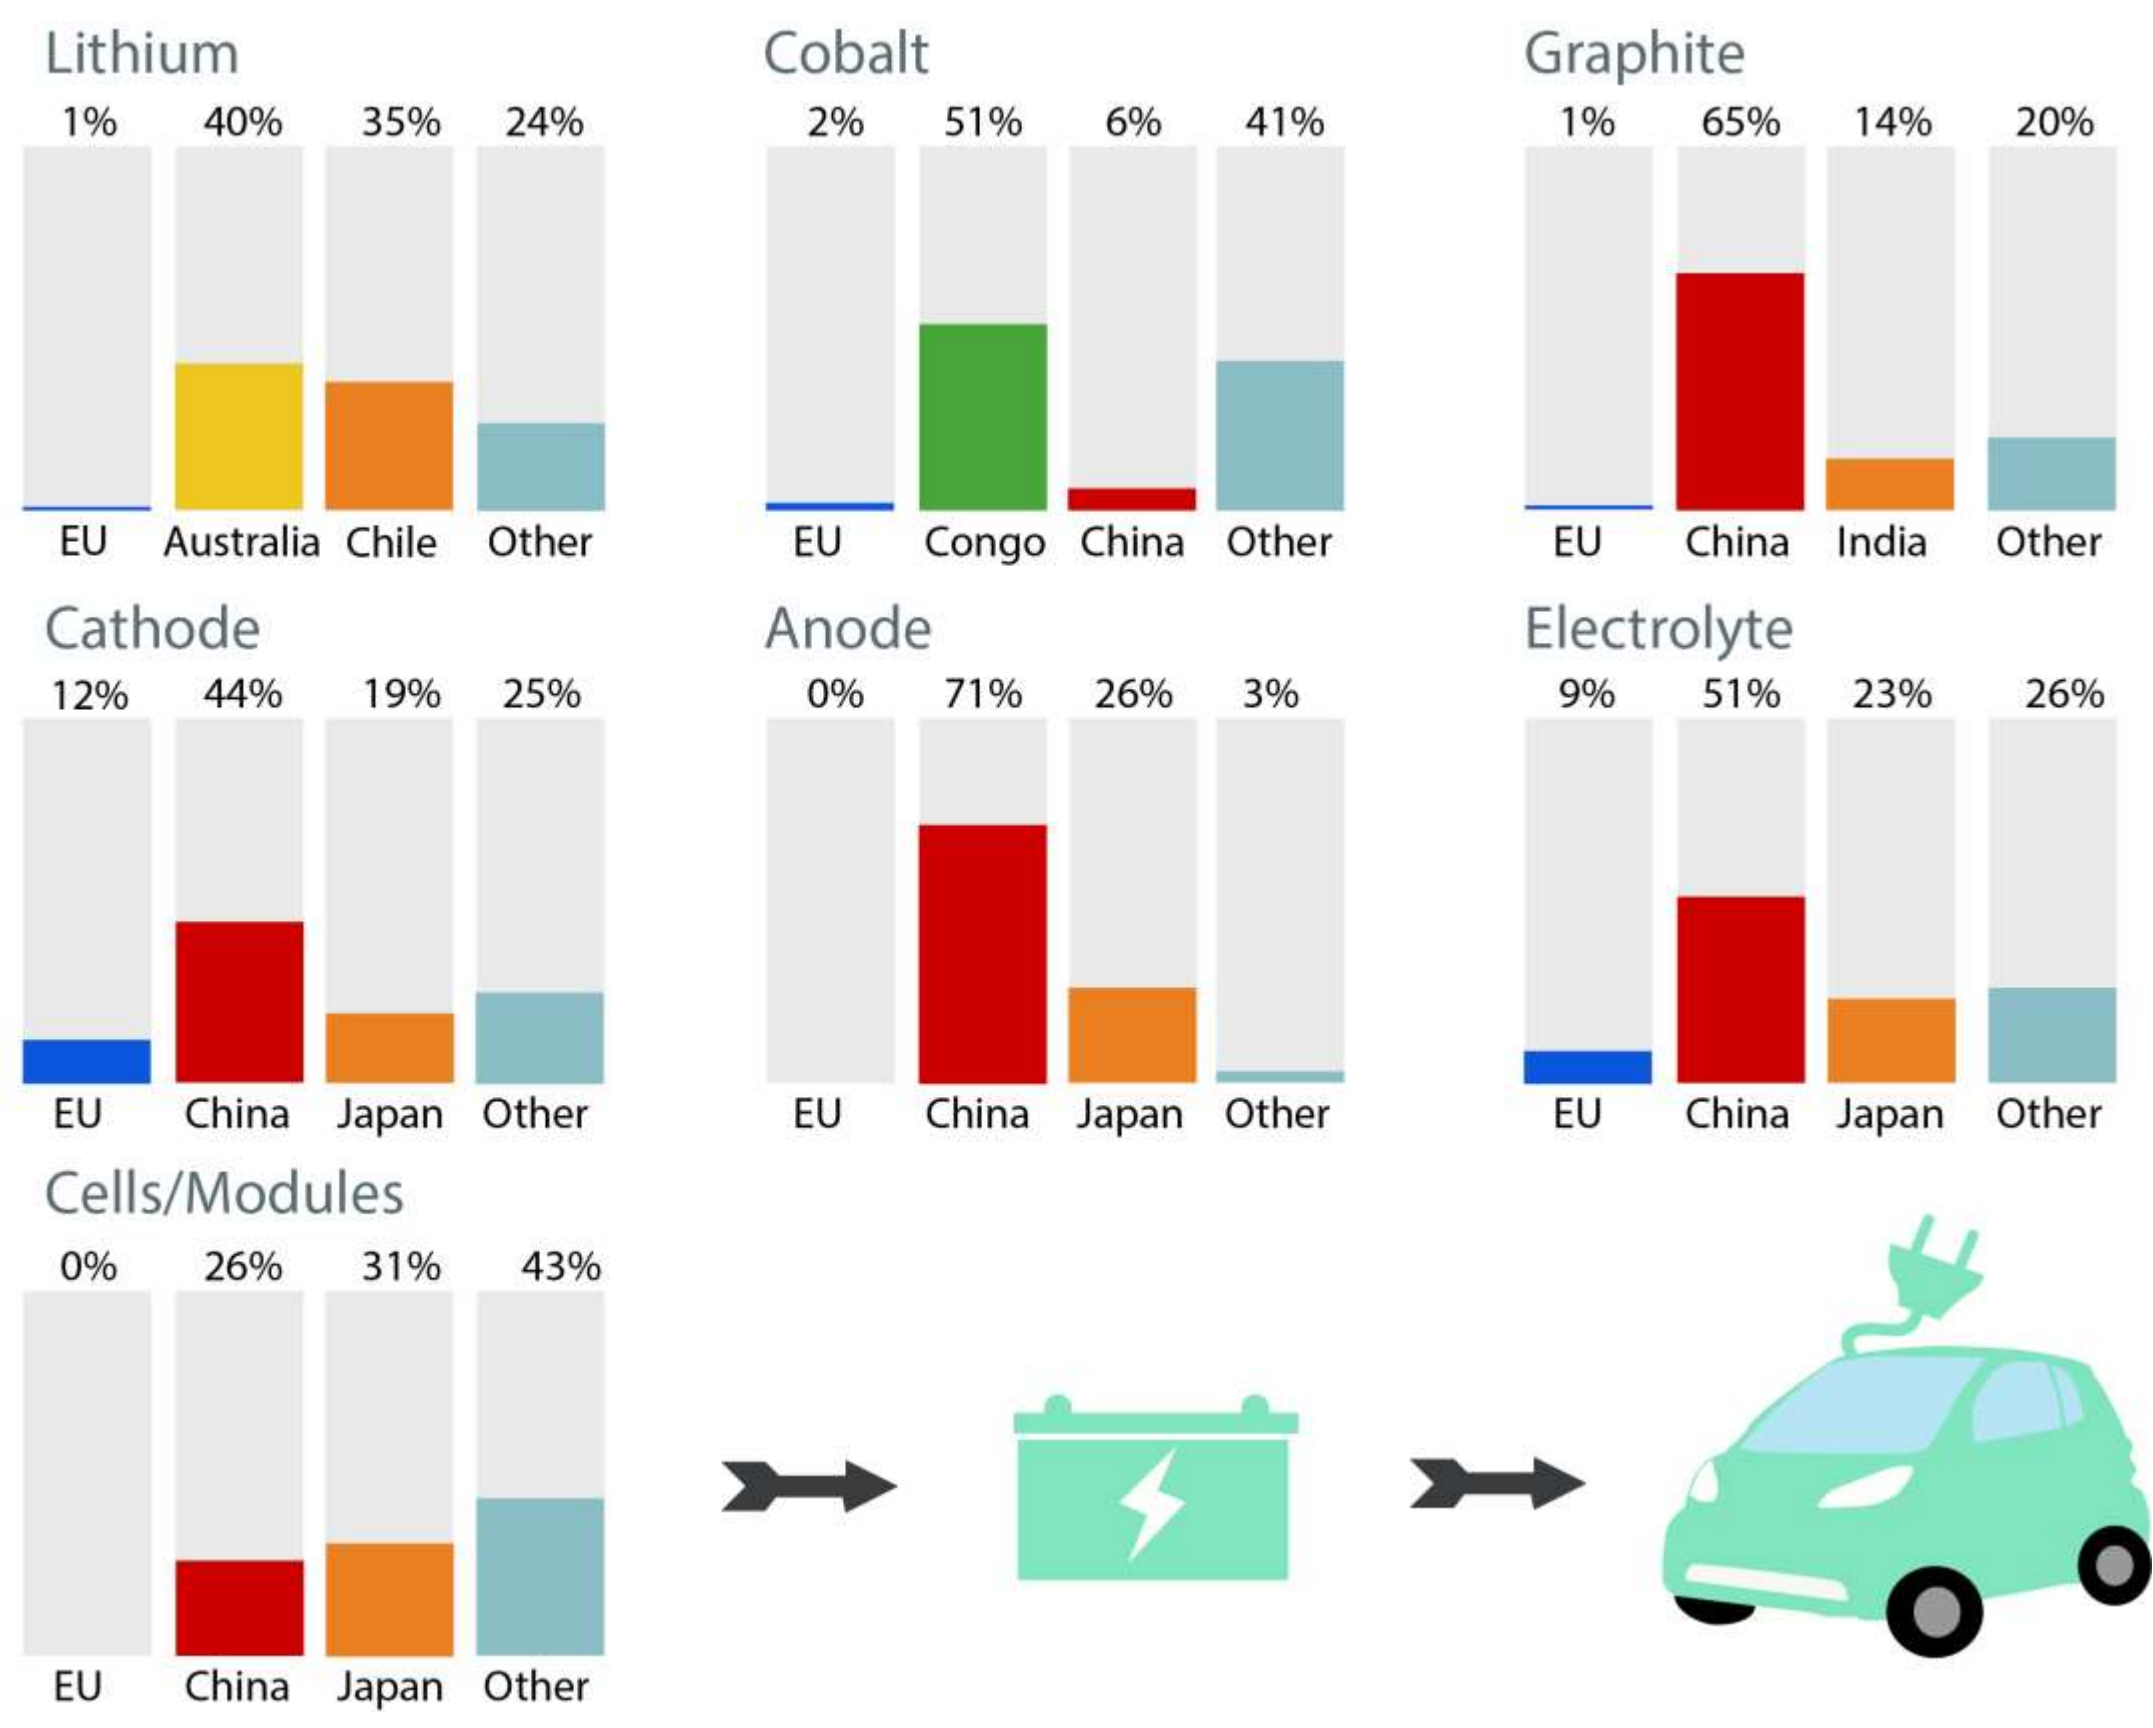 Lithium
1% 40% 35% 24%
EU Australia Chile Other
Cobalt
2% 51% 6% 41%
EU Congo China Other
Graphite
1% 65% 14% 20%
EU China India Other
Cathode
12% 44% 19% 25%
EU China Japan Other
Anode
0% 71% 26% 3%
EU China Japan Other
Electrolyte
9% 51% 23% 26%
EU China Japan Other
Cells/Modules
0% 26% 31% 43%
EU China Japan Other